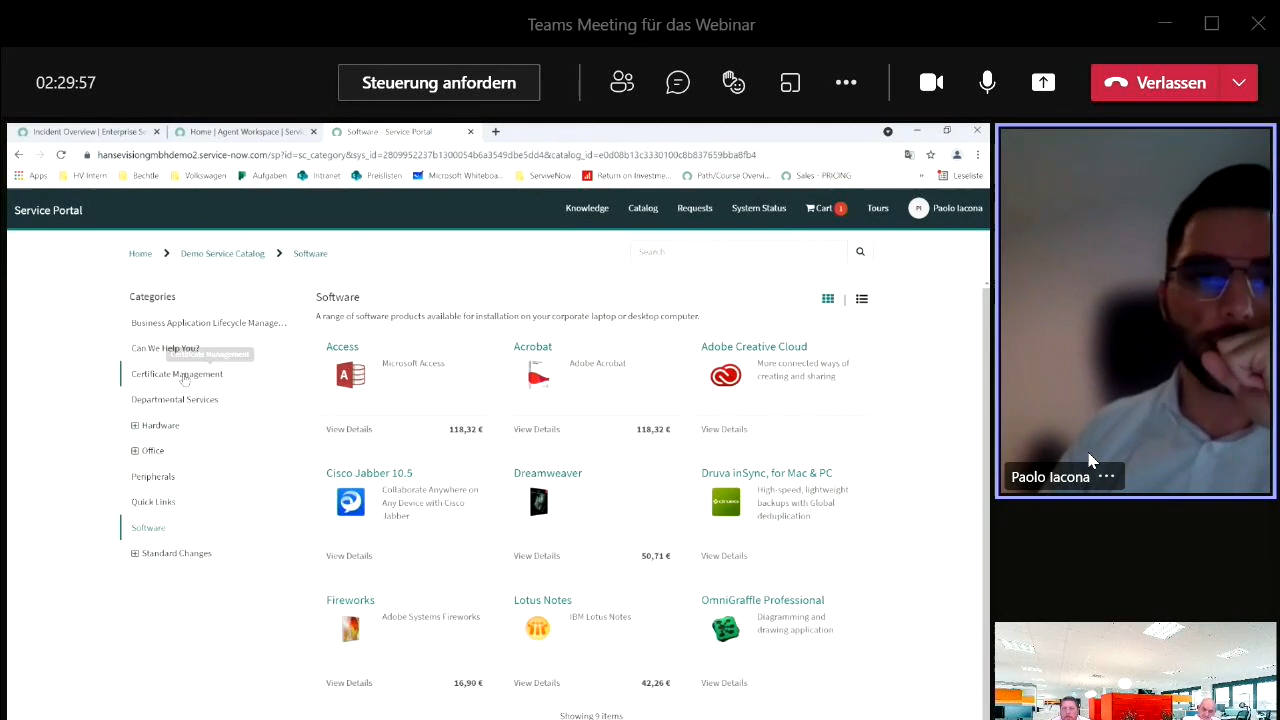 Teams Meeting für das Webinar
02:29:57
Steuerung anfordern
Verlassen
Incident Overview | Enterprise Se
Home | Agent Workspace | Servic
Software - Service Portal
hansevisiongmbhdemo2.service-now.com/sp?id=sc_category&sys_id=2809952237b1300054b6a3549dbe5dd4&catalog_id=e0d08b13c3330100c8b837659bba8fb4
Apps
HV Intern
Bechtle
Volkswagen
Aufgaben
Intranet
Preislisten
Microsoft Whiteboa...
ServiceNow
Return on Investme...
Path/Course Overvi...
Sales - PRICING
»
Leseliste
Service Portal
Knowledge
Catalog
Requests
System Status
Cart 1
Tours
PI
Paolo Iacona
Home
Demo Service Catalog
Software
Search
Categories
Business Application Lifecycle Manage...
Can We Help You?
Certificate Management
Certificate Management
Departmental Services
Hardware
Office
Peripherals
Quick Links
Software
Standard Changes
Software
A range of software products available for installation on your corporate laptop or desktop computer.
Access
Microsoft Access
View Details
118,32 €
Acrobat
Adobe Acrobat
View Details
118,32 €
Adobe Creative Cloud
More connected ways of
creating and sharing
View Details
Cisco Jabber 10.5
Collaborate Anywhere on
Any Device with Cisco
Jabber
View Details
Dreamweaver
View Details
50,71 €
Druva inSync, for Mac & PC
High-speed, lightweight
backups with Global
deduplication
View Details
Fireworks
Adobe Systems Fireworks
View Details
16,90 €
Lotus Notes
IBM Lotus Notes
View Details
42,26 €
OmniGraffle Professional
Diagramming and
drawing application
View Details
Showing 9 items
Paolo Iacona